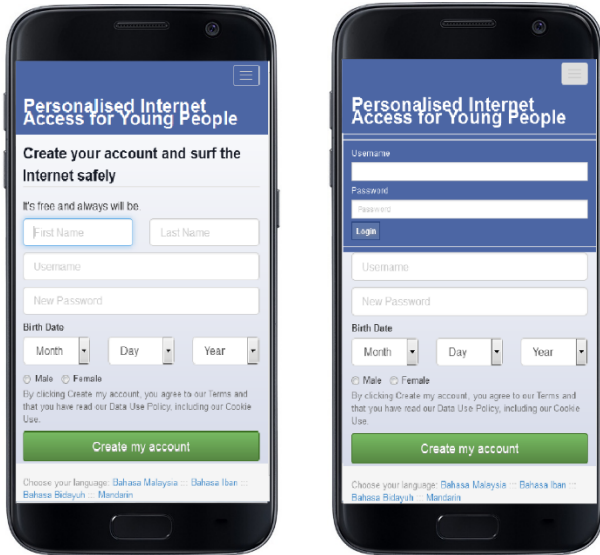 Personalised Internet
Access for Young People
Create your account and surf the
Internet safely
It's free and always will be.
First Name
Last Name
Username
New Password
Birth Date
Month
Day
Year
Male
Female
By clicking Create my account, you agree to our Terms and
that you have read our Data Use Policy, including our Cookie
Use.
Create my account
Choose your language: Bahasa Malaysia ::: Bahasa Iban :::
Bahasa Bidayuh ::: Mandarin
Personalised Internet
Access for Young People
Username
Password
Password
Login
Username
New Password
Birth Date
Month
Day
Year
Male
Female
By clicking Create my account, you agree to our Terms and
that you have read our Data Use Policy, including our Cookie
Use.
Create my account
Choose your language: Bahasa Malaysia ::: Bahasa Iban :::
Bahasa Bidayuh ::: Mandarin